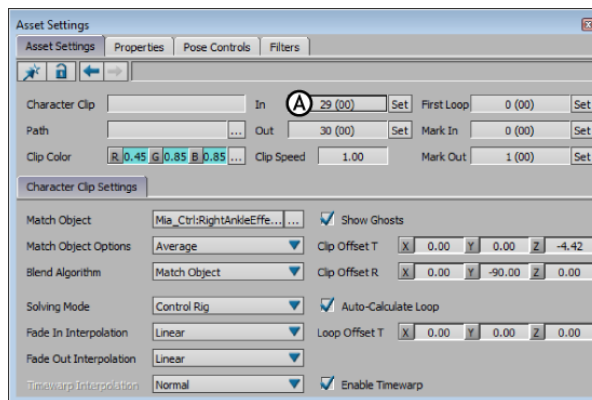 Asset Settings
Asset Settings Properties Pose Controls Filters
Character Clip In A 29 (00) Set First Loop 0 (00) Set
Path ... Out 30 (00) Set Mark In 0 (00) Set
Clip Color R 0.45 G 0.85 B 0.85 ... Clip Speed 1.00 Mark Out 1 (00) Set
Character Clip Settings
Match Object Mia_Ctrl:RightAnkleEffe... ... Show Ghosts
Match Object Options Average Clip Offset T X 0.00 Y 0.00 Z -4.42
Blend Algorithm Match Object Clip Offset R X 0.00 Y -90.00 Z 0.00
Solving Mode Control Rig Auto-Calculate Loop
Fade In Interpolation Linear Loop Offset T X 0.00 Y 0.00 Z 0.00
Fade Out Interpolation Linear
Timewarp Interpolation Normal Enable Timewarp